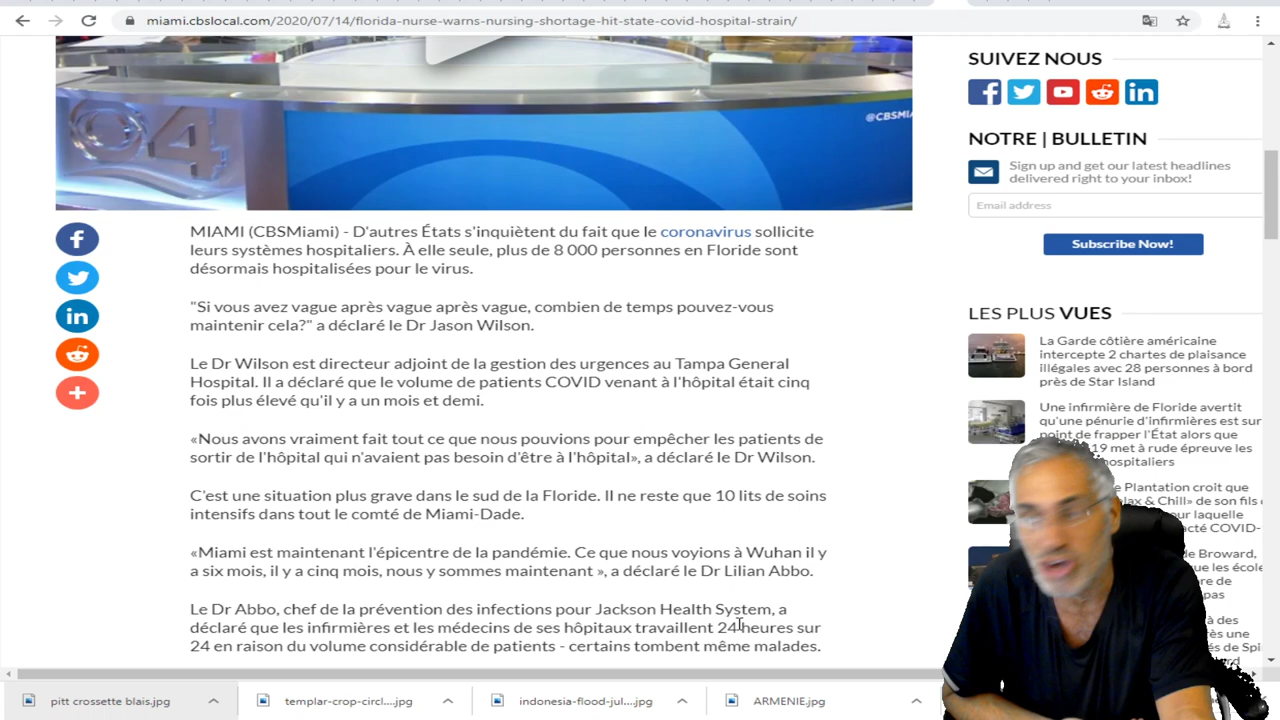 miami.cbslocal.com/2020/07/14/florida-nurse-warns-nursing-shortage-hit-state-covid-hospital-strain/
04
@CBSMIA
SUIVEZ NOUS
NOTRE | BULLETIN
Sign up and get our latest headlines
delivered right to your inbox!
Email address
Subscribe Now!
MIAMI (CBSMiami) - D'autres États s'inquiètent du fait que le coronavirus sollicite
leurs systèmes hospitaliers. À elle seule, plus de 8 000 personnes en Floride sont
désormais hospitalisées pour le virus.
"Si vous avez vague après vague après vague, combien de temps pouvez-vous
maintenir cela?" a déclaré le Dr Jason Wilson.
Le Dr Wilson est directeur adjoint de la gestion des urgences au Tampa General
Hospital. Il a déclaré que le volume de patients COVID venant à l'hôpital était cinq
fois plus élevé qu'il y a un mois et demi.
«Nous avons vraiment fait tout ce que nous pouvions pour empêcher les patients de
sortir de l'hôpital qui n'avaient pas besoin d'être à l'hôpital», a déclaré le Dr Wilson.
C'est une situation plus grave dans le sud de la Floride. Il ne reste que 10 lits de soins
intensifs dans tout le comté de Miami-Dade.
«Miami est maintenant l'épicentre de la pandémie. Ce que nous voyions à Wuhan il y
a six mois, il y a cinq mois, nous y sommes maintenant », a déclaré le Dr Lilian Abbo.
Le Dr Abbo, chef de la prévention des infections pour Jackson Health System, a
déclaré que les infirmières et les médecins de ses hôpitaux travaillent 24 heures sur
24 en raison du volume considérable de patients - certains tombent même malades.
LES PLUS VUES
La Garde côtière américaine
intercepte 2 chartes de plaisance
illégales avec 28 personnes à bord
près de Star Island
Une infirmière de Floride avertit
qu'une pénurie d'infirmières est sur
point de frapper l'État alors que
19 met à rude épreuve les
hospitaliers
e Plantation croit que
lax & Chill» de son fils
ur laquelle
acté COVID-
de Broward,
les école
de
s de
rès une
de Spi
pitt crossette blais.jpg
templar-crop-circl....jpg
indonesia-flood-jul....jpg
ARMENIE.jpg